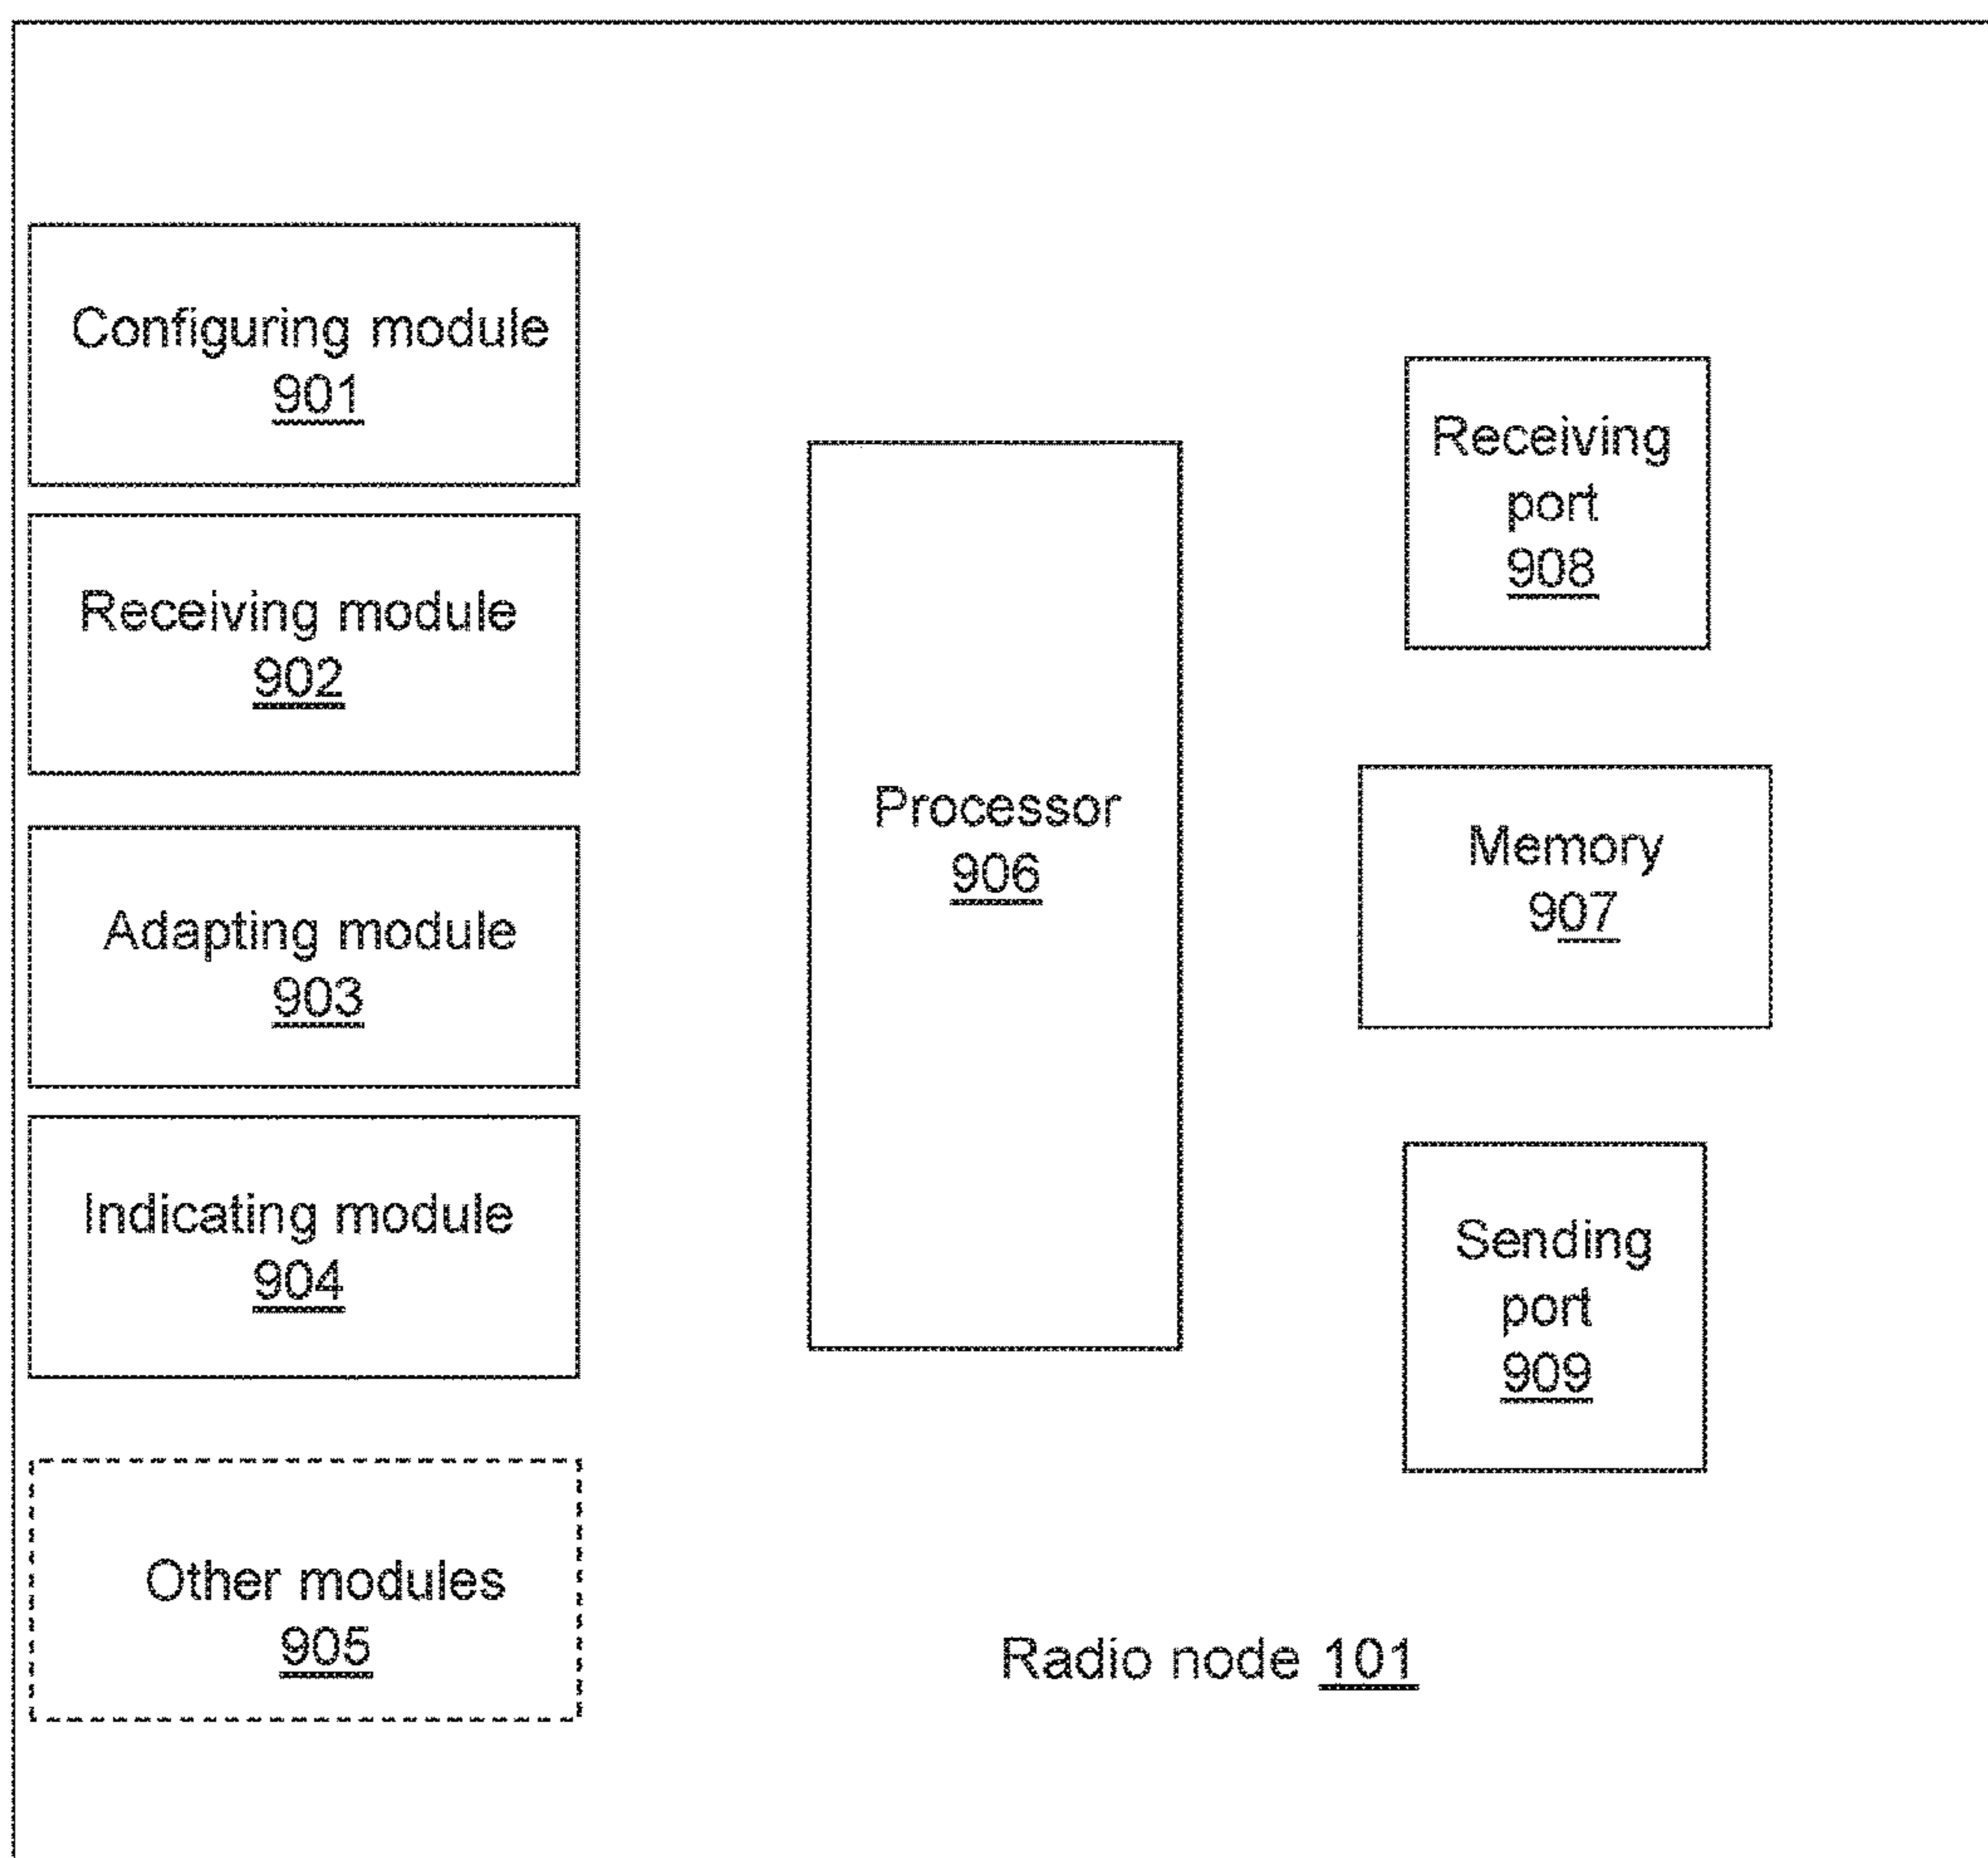 Configuring module
901
Receiving module
902
Adapting module
903
Indicating module
904
Other modules
905
Processor
906
Receiving
port
908
Memory
907
Sending
port
909
Radio node 101